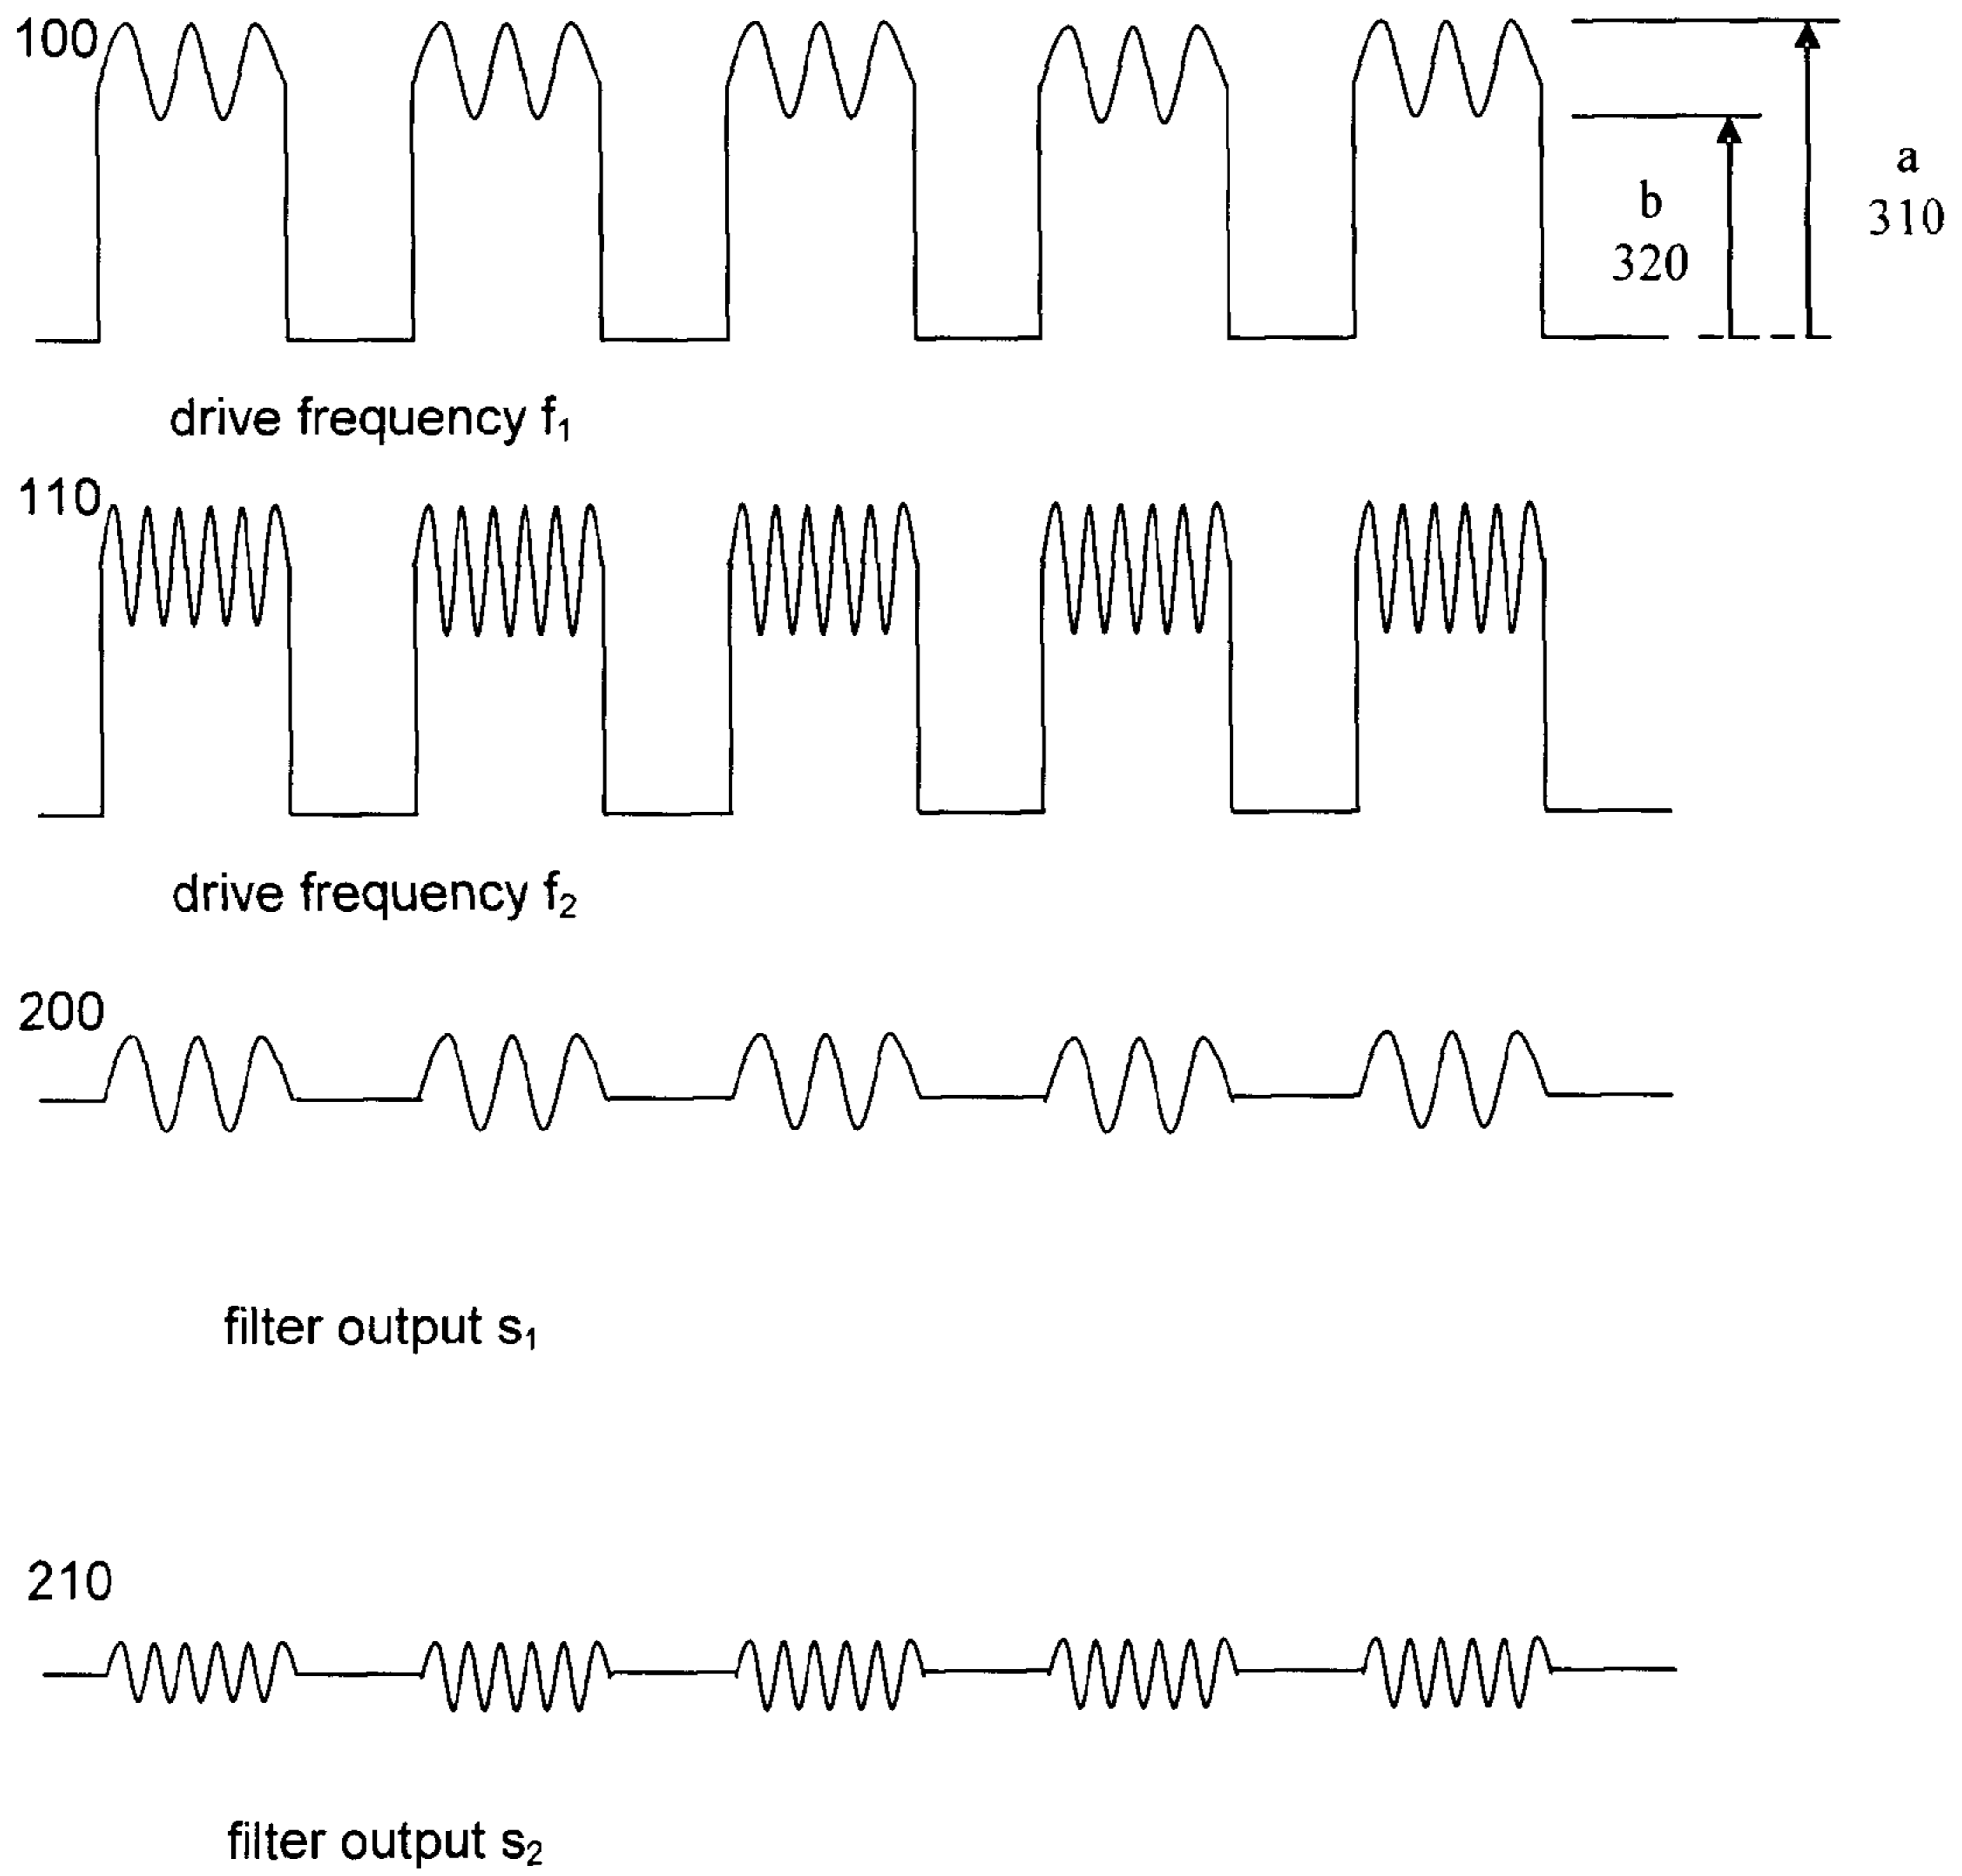 100
a
310
b
320
drive frequency f₁
110
drive frequency f₂
200
filter output s₁
210
filter output s₂